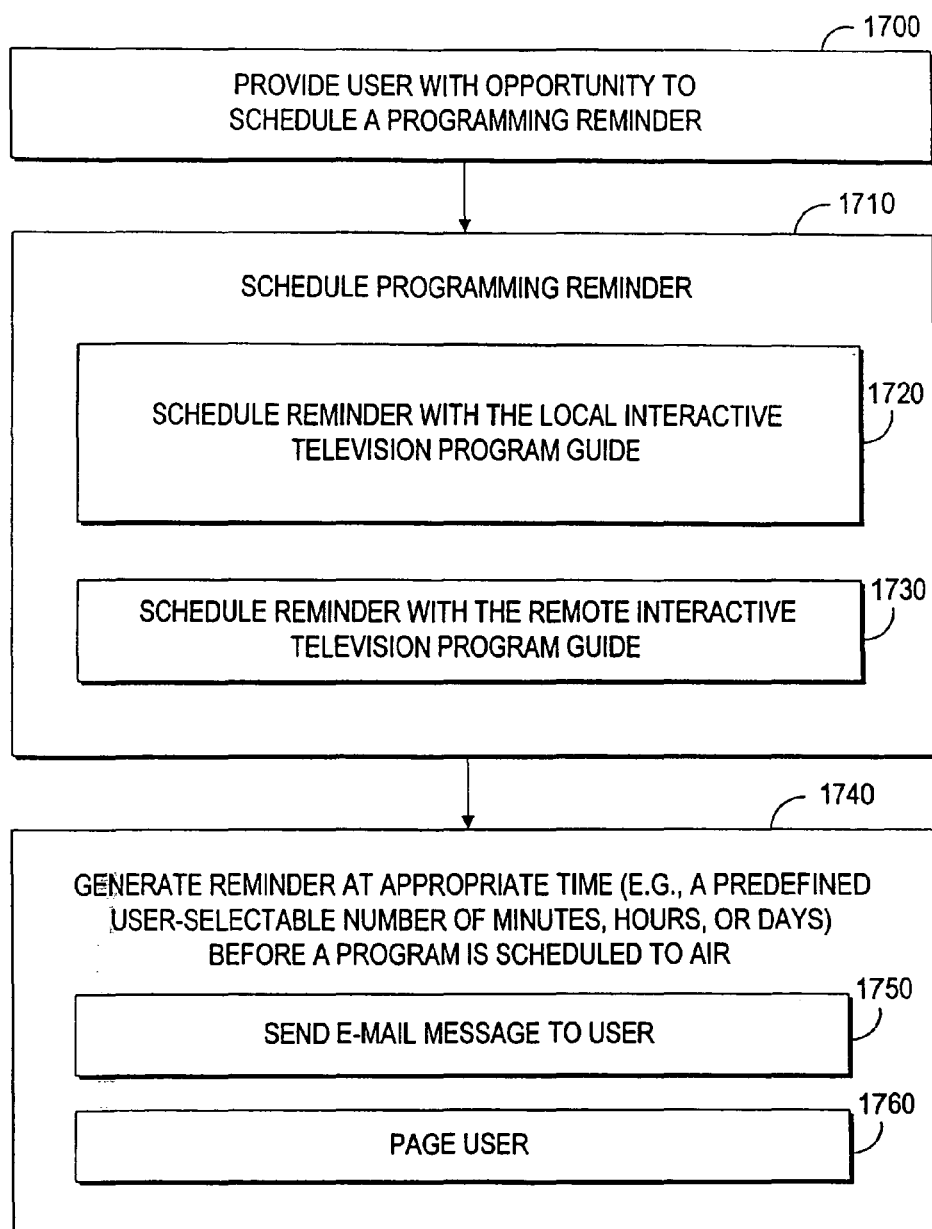 1700
PROVIDE USER WITH OPPORTUNITY TO
SCHEDULE A PROGRAMMING REMINDER
1710
SCHEDULE PROGRAMMING REMINDER
1720
SCHEDULE REMINDER WITH THE LOCAL INTERACTIVE
TELEVISION PROGRAM GUIDE
1730
SCHEDULE REMINDER WITH THE REMOTE INTERACTIVE
TELEVISION PROGRAM GUIDE
1740
GENERATE REMINDER AT APPROPRIATE TIME (E.G., A PREDEFINED
USER-SELECTABLE NUMBER OF MINUTES, HOURS, OR DAYS)
BEFORE A PROGRAM IS SCHEDULED TO AIR
1750
SEND E-MAIL MESSAGE TO USER
1760
PAGE USER